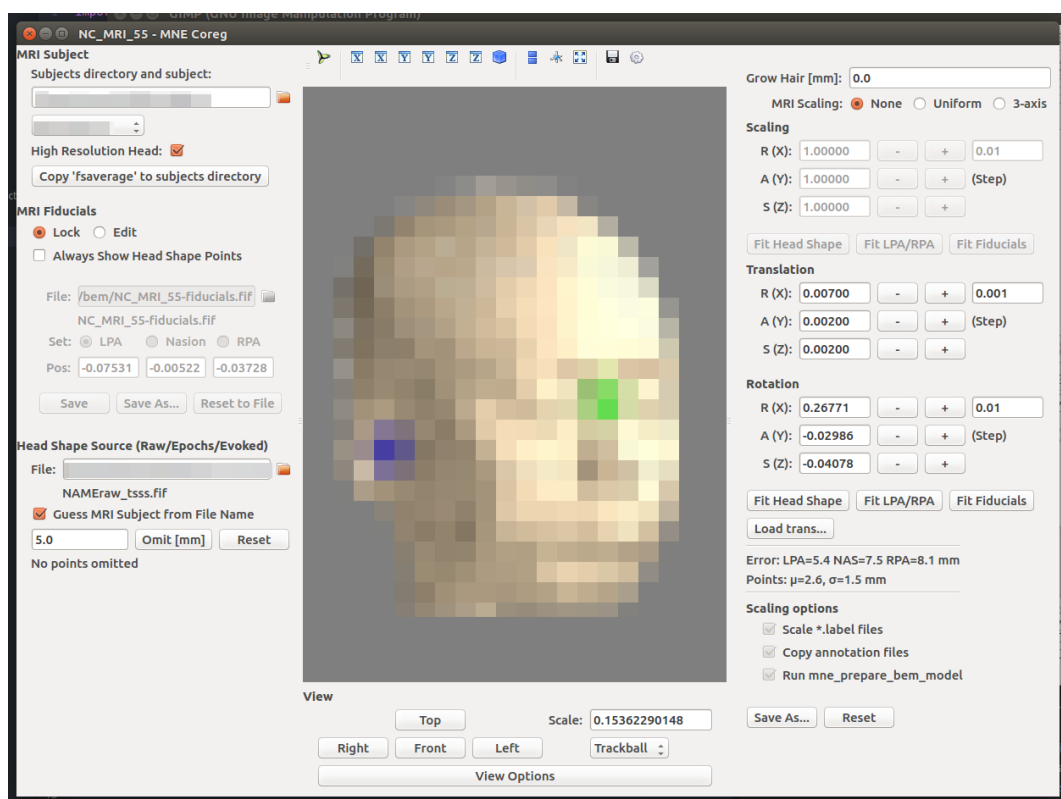 GIMP (GNU Image Manipulation Program)
NC_MRI_55 - MNE Coreg
MRI Subject
Subjects directory and subject:
High Resolution Head:
Copy 'fsaverage' to subjects directory
MRI Fiducials
Lock Edit
Always Show Head Shape Points
File: /bem/NC_MRI_55-fiducials.fif
NC_MRI_55-fiducials.fif
Set: LPA Nasion RPA
Pos: -0.07531 -0.00522 -0.03728
Save Save As... Reset to File
Head Shape Source (Raw/Epochs/Evoked)
File:
NAMEraw_tsss.fif
Guess MRI Subject from File Name
5.0 Omit [mm] Reset
No points omitted
X X Y Y Z Z
View
Top Scale: 0.15362290148
Right Front Left Trackball
View Options
Grow Hair [mm]: 0.0
MRI Scaling: None Uniform 3-axis
Scaling
R (X): 1.00000 - + 0.01
A (Y): 1.00000 - + (Step)
S (Z): 1.00000 - +
Fit Head Shape Fit LPA/RPA Fit Fiducials
Translation
R (X): 0.00700 - + 0.001
A (Y): 0.00200 - + (Step)
S (Z): 0.00200 - +
Rotation
R (X): 0.26771 - + 0.01
A (Y): -0.02986 - + (Step)
S (Z): -0.04078 - +
Fit Head Shape Fit LPA/RPA Fit Fiducials
Load trans...
Error: LPA=5.4 NAS=7.5 RPA=8.1 mm
Points: μ=2.6, σ=1.5 mm
Scaling options
Scale *.label files
Copy annotation files
Run mne_prepare_bem_model
Save As... Reset